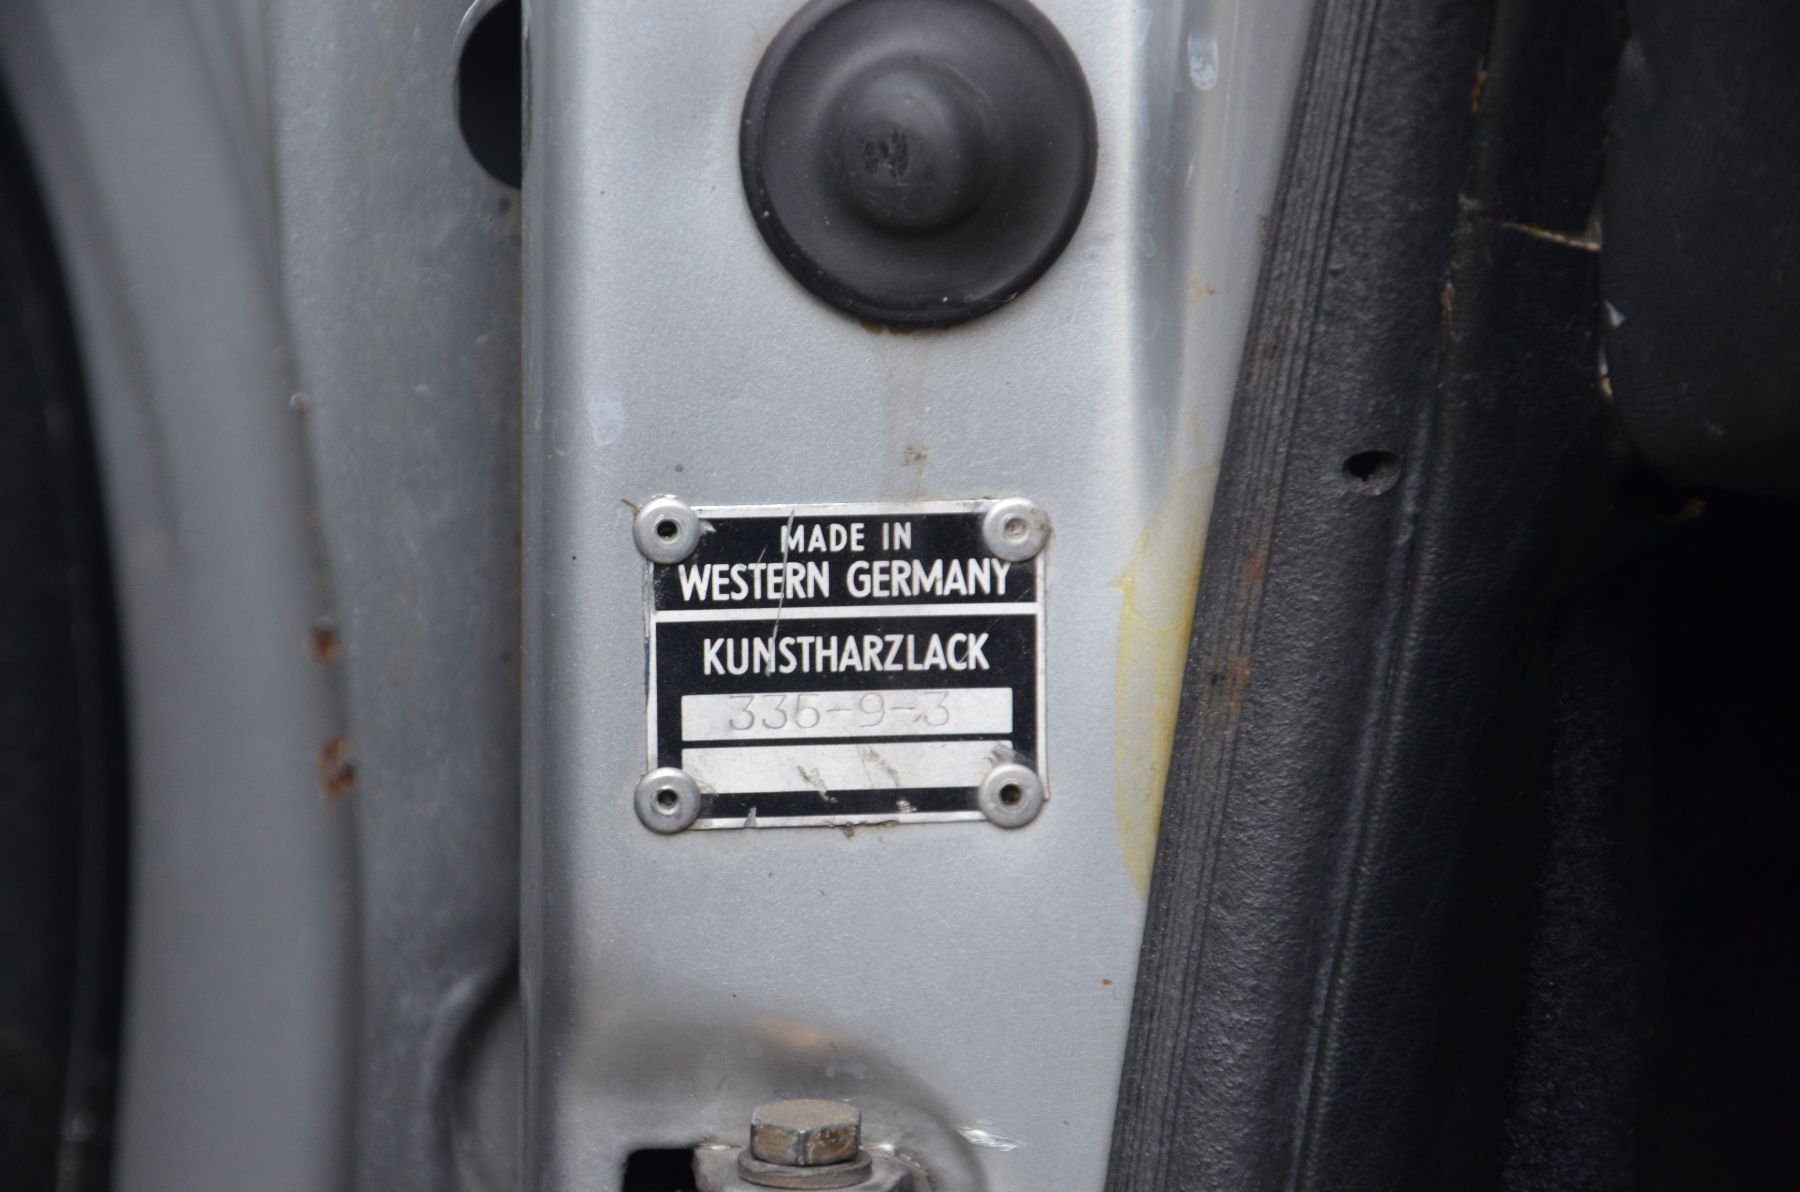 MADE IN
WESTERN GERMANY
KUNSTHARZLACK
336-9-3